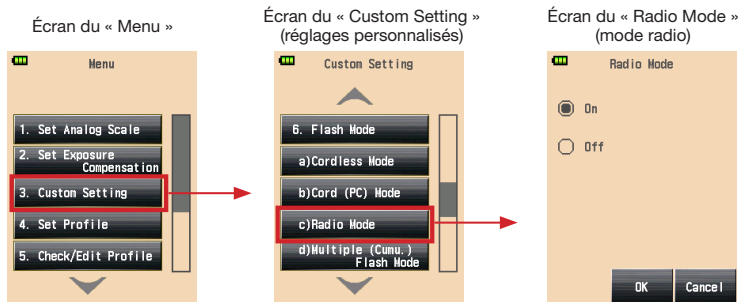 Écran du « Menu »
Menu
1. Set Analog Scale
2. Set Exposure
Compensation
3. Custom Setting
4. Set Profile
5. Check/Edit Profile
Écran du « Custom Setting »
(réglages personnalisés)
Custom Setting
6. Flash Mode
a)Cordless Mode
b)Cord (PC) Mode
c)Radio Mode
d)Multiple (Cumu.)
Flash Mode
Écran du « Radio Mode »
(mode radio)
Radio Mode
On
Off
OK
Cancel